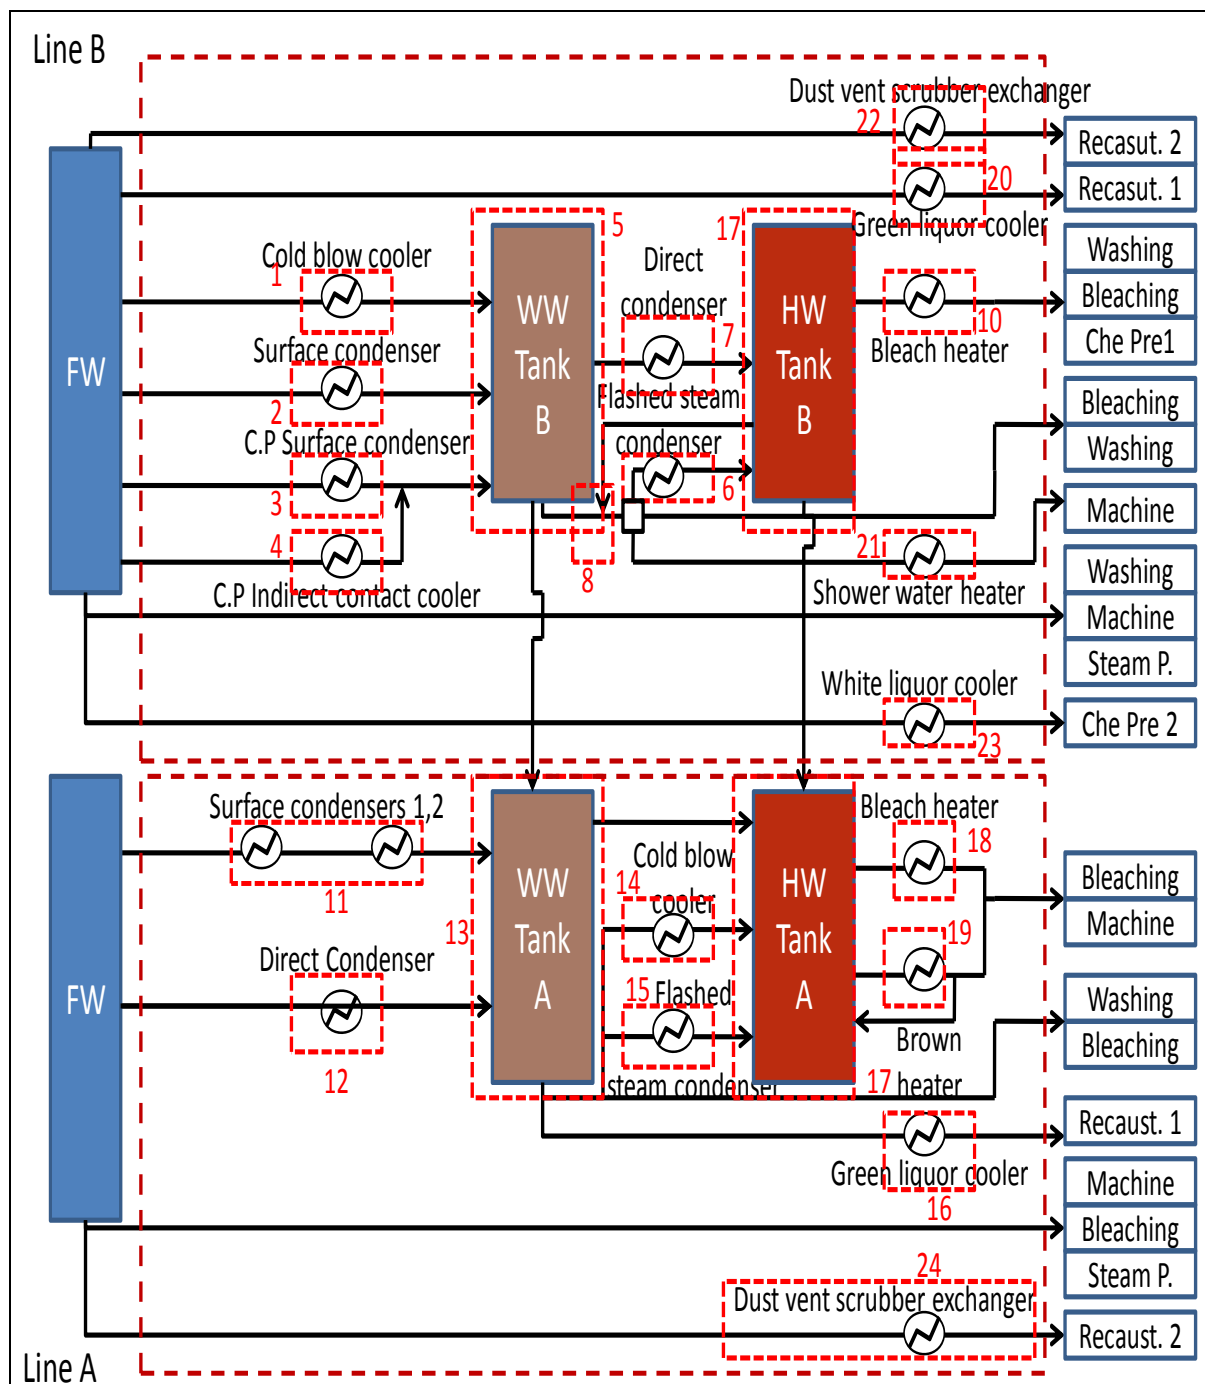 Line B
Dust vent scrubber exchanger
22
Recasut. 2
20
Recasut. 1
Green liquor cooler
FW
Cold blow cooler
1
5
WW
Tank
B
Direct
condenser
7
17
HW
Tank
B
10
Bleach heater
Washing
Bleaching
Che Pre1
Surface condenser
2
Flashed steam
condenser
6
Bleaching
Washing
C.P Surface condenser
3
4
C.P Indirect contact cooler
8
21
Shower water heater
Machine
Washing
Machine
Steam P.
White liquor cooler
23
Che Pre 2
FW
Surface condensers 1,2
11
Direct Condenser
12
13
WW
Tank
A
Cold blow
14
cooler
15
Flashed
steam condenser
HW
Tank
A
Bleach heater
18
19
Brown
17
heater
Bleaching
Machine
Washing
Bleaching
Green liquor cooler
16
Recaust. 1
Machine
Bleaching
Steam P.
24
Dust vent scrubber exchanger
Recaust. 2
Line A